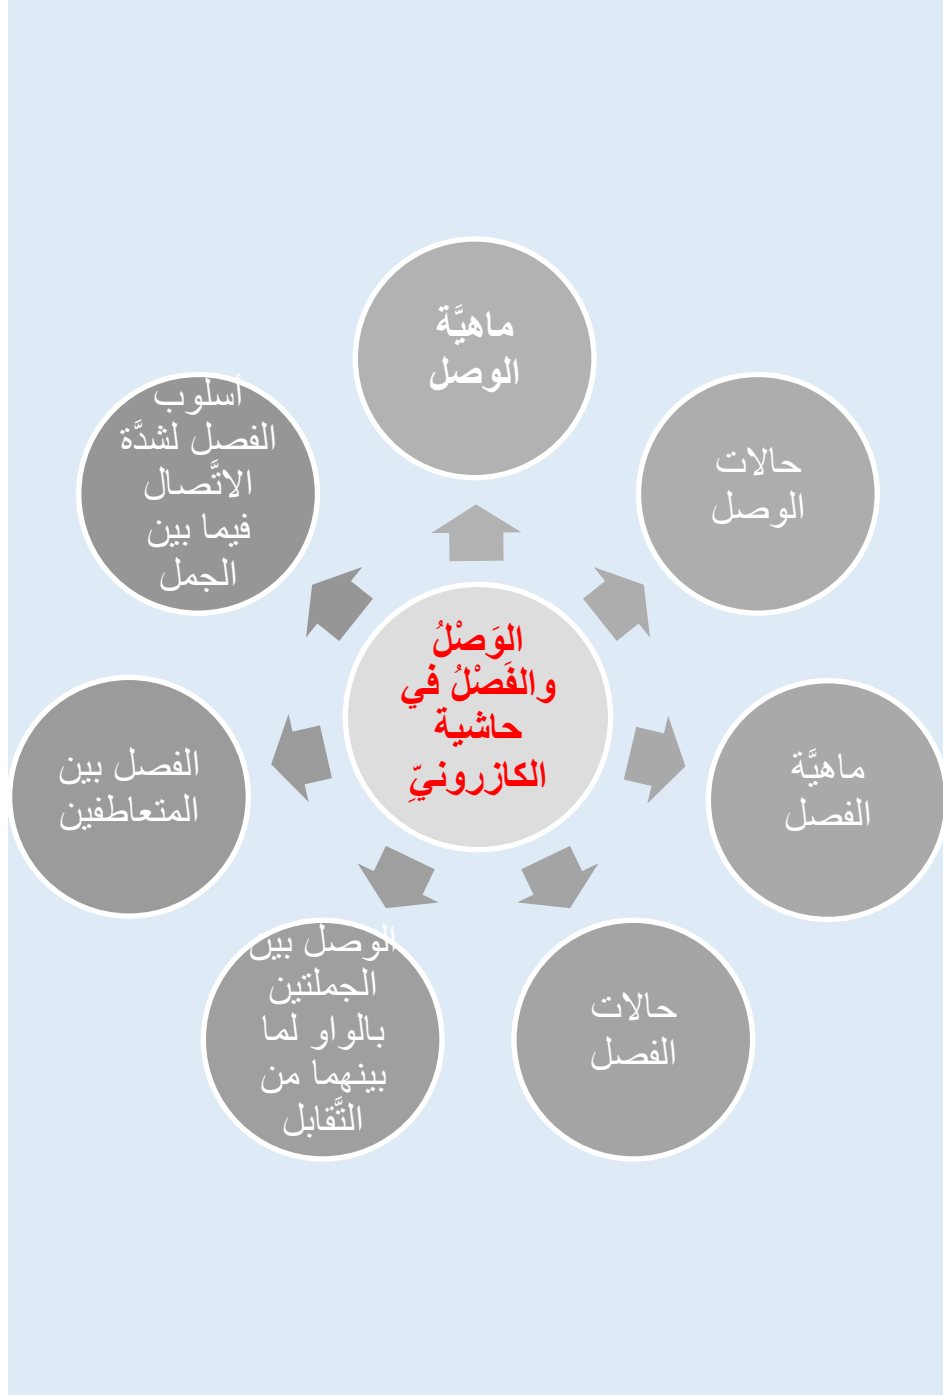 ماهيَّة
الوصل
حالات
الوصل
ماهيَّة
الفصل
حالات
الفصل
الوصل بين
الجملتين
بالواو لما
بينهما من
التَّقابل
الفصل بين
المتعاطفين
أسلوب
الفصل لشدَّة
الاتَّصال
فيما بين
الجمل
الوَصْلُ
والفَصْلُ في
حاشية
الكازرونيِّ